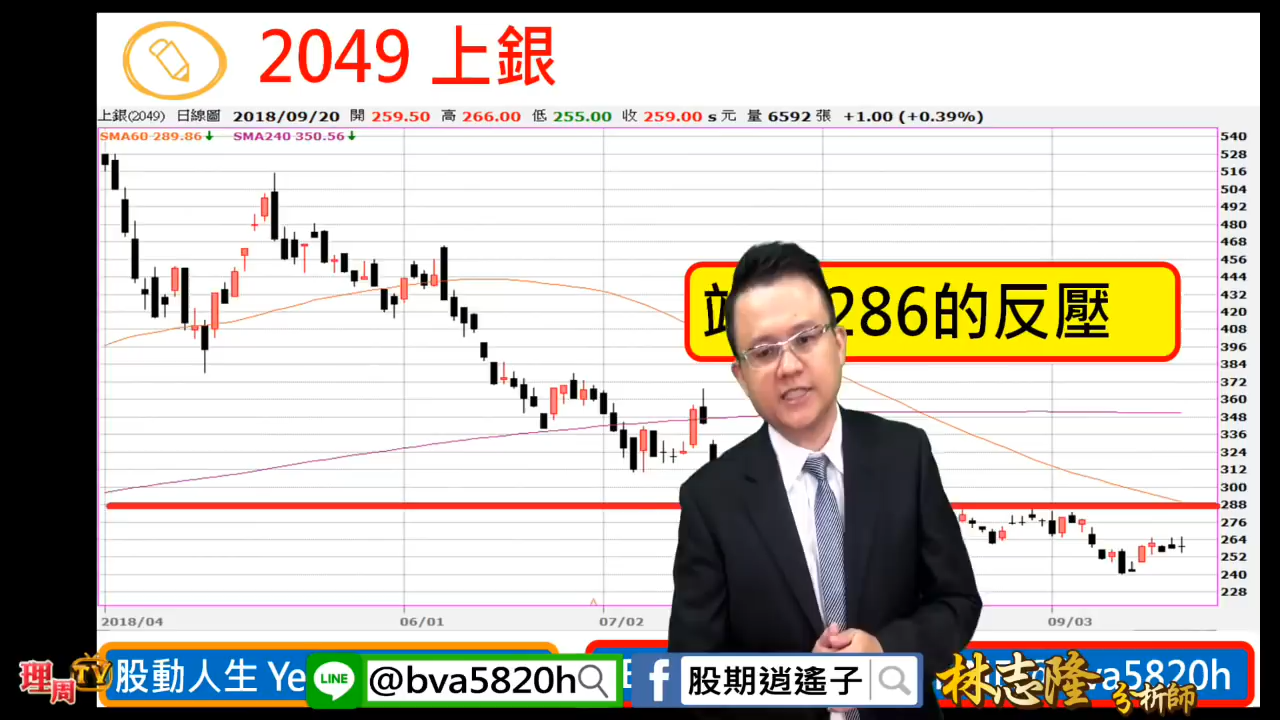 2049 上銀
上銀(2049) 日線圖 2018/09/20 開 259.50 高 266.00 低 255.00 收 259.00 s 元 量 6592 張 +1.00 (+0.39%)
SMA60 289.86↓ SMA240 350.56↓
540
528
516
504
492
480
468
456
444
432
420
408
396
384
372
360
348
336
324
312
300
288
276
264
252
240
228
286的反壓
2018/04 06/01 07/02 09/03
理周TV
股動人生 Ye
LINE @bva5820h
f 股期逍遙子
林志隆 分析師
va5820h